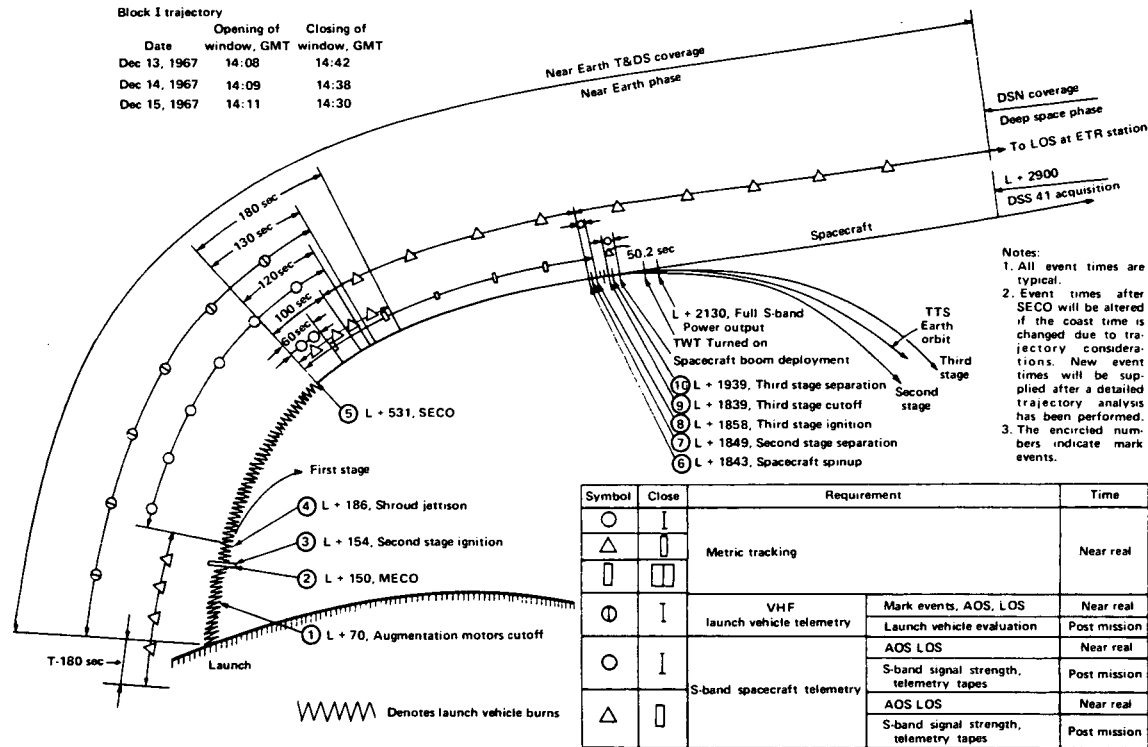 Block I trajectory
Opening of Closing of
Date window, GMT window, GMT
Dec 13, 1967 14:08 14:42
Dec 14, 1967 14:09 14:38
Dec 15, 1967 14:11 14:30
Near Earth T&DS coverage
Near Earth phase
DSN coverage
Deep space phase
To LOS at ETR station
L + 2900
DSS 41 acquisition
Spacecraft
180 sec
130 sec
120 sec
100 sec
60 sec
50.2 sec
L + 2130, Full S-band
Power output
TWT Turned on
Spacecraft boom deployment
10 L + 1939, Third stage separation
9 L + 1839, Third stage cutoff
8 L + 1858, Third stage ignition
7 L + 1849, Second stage separation
6 L + 1843, Spacecraft spinup
TTS
Earth
orbit
Third
stage
Second
stage
Notes:
1. All event times are
typical.
2. Event times after
SECO will be altered
if the coast time is
changed due to tra-
jectory considera-
tions. New event
times will be sup-
plied after a detailed
trajectory analysis
has been performed.
3. The encircled num-
bers indicate mark
events.
5 L + 531, SECO
First stage
4 L + 186, Shroud jettison
3 L + 154, Second stage ignition
2 L + 150, MECO
1 L + 70, Augmentation motors cutoff
T-180 sec
Launch
Denotes launch vehicle burns
Symbol Close Requirement Time
Metric tracking Near real
VHF
launch vehicle telemetry
Mark events, AOS, LOS Near real
Launch vehicle evaluation Post mission
S-band spacecraft telemetry
AOS LOS Near real
S-band signal strength,
telemetry tapes Post mission
AOS LOS Near real
S-band signal strength,
telemetry tapes Post mission